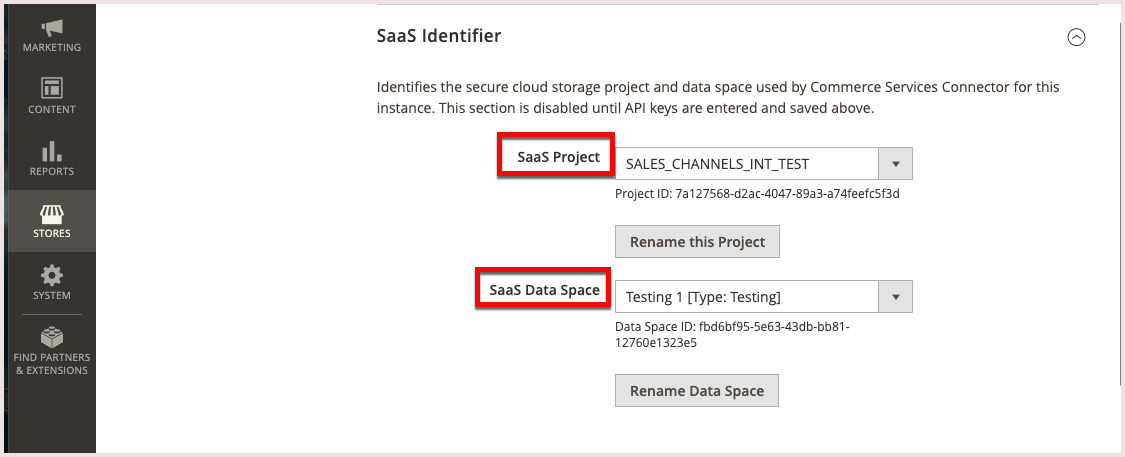 MARKETING
CONTENT
REPORTS
STORES
SYSTEM
FIND PARTNERS
& EXTENSIONS
SaaS Identifier
Identifies the secure cloud storage project and data space used by Commerce Services Connector for this
instance. This section is disabled until API keys are entered and saved above.
SaaS Project
SALES_CHANNELS_INT_TEST
Project ID: 7a127568-d2ac-4047-89a3-a74feefc5f3d
Rename this Project
SaaS Data Space
Testing 1 [Type: Testing]
Data Space ID: fbd6bf95-5e63-43db-bb81-
12760e1323e5
Rename Data Space